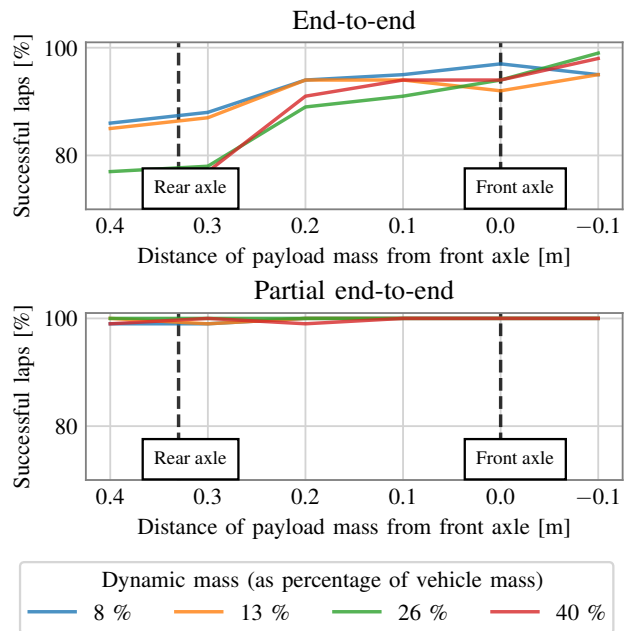 End-to-end
Successful laps [%]
100
80
Rear axle
Front axle
0.4 0.3 0.2 0.1 0.0 −0.1
Distance of payload mass from front axle [m]
Partial end-to-end
Successful laps [%]
100
80
Rear axle
Front axle
0.4 0.3 0.2 0.1 0.0 −0.1
Distance of payload mass from front axle [m]
Dynamic mass (as percentage of vehicle mass)
8 % 13 % 26 % 40 %